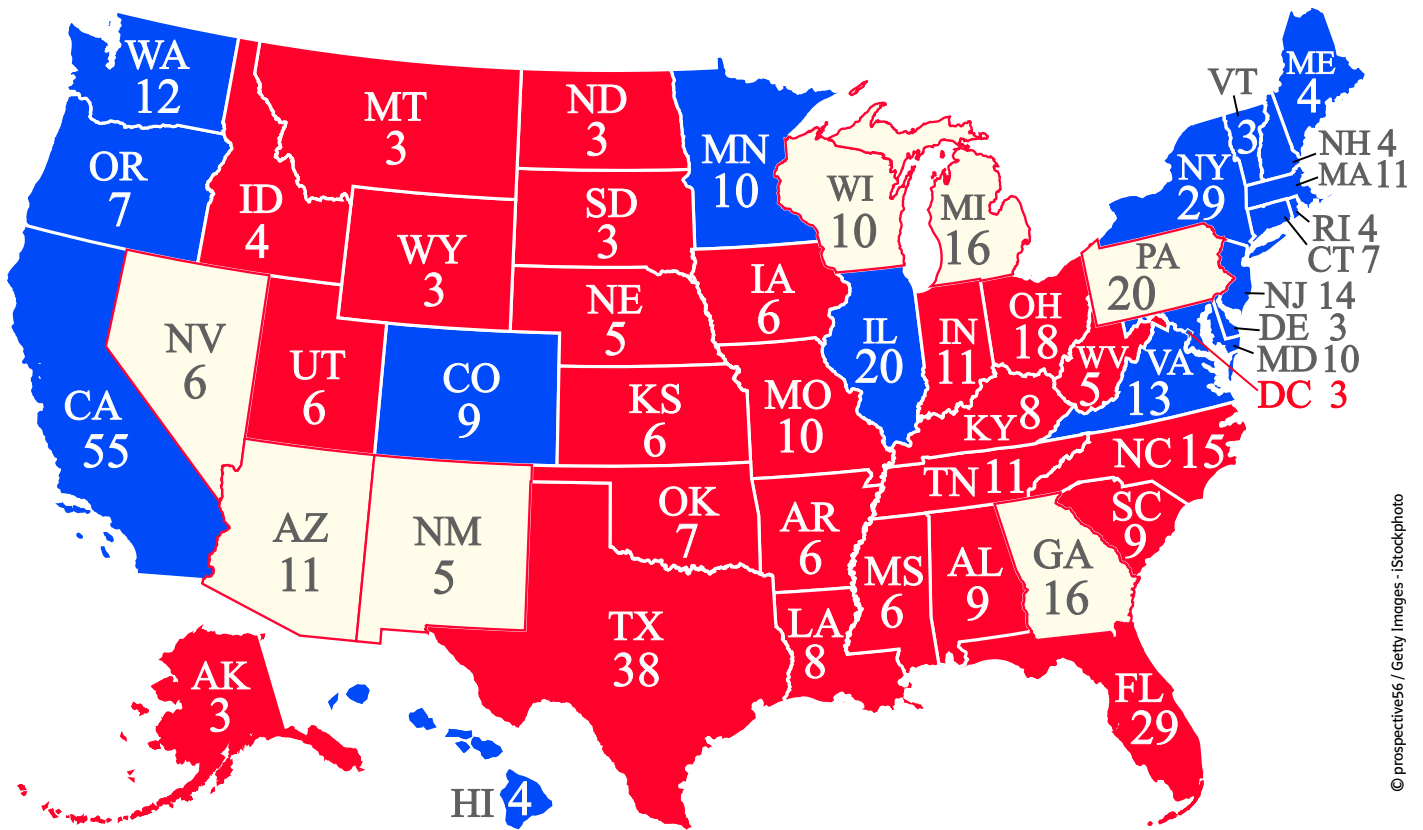 WA
12
OR
7
CA
55
NV
6
ID
4
MT
3
WY
3
UT
6
CO
9
AZ
11
NM
5
ND
3
SD
3
NE
5
KS
6
OK
7
TX
38
MN
10
IA
6
MO
10
AR
6
LA
8
WI
10
IL
20
MI
16
IN
11
OH
18
KY 8
TN 11
MS
6
AL
9
GA
16
FL
29
SC
9
NC 15
WV
5
VA
13
PA
20
NY
29
VT
3
ME
4
NH 4
MA 11
RI 4
CT 7
NJ 14
DE 3
MD 10
DC 3
AK
3
HI 4
© prospective56 / Getty Images - iStockphoto